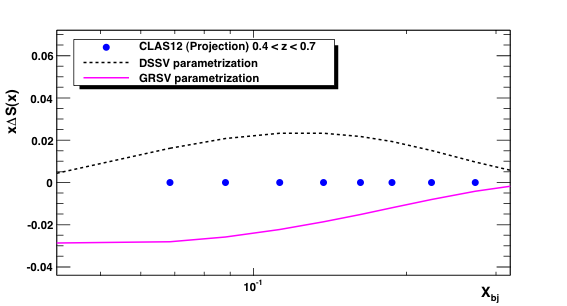 CLAS12 (Projection) 0.4 < z < 0.7
DSSV parametrization
GRSV parametrization
x Δ S(x)
0.06
0.04
0.02
0
-0.02
-0.04
10⁻¹
X_bj